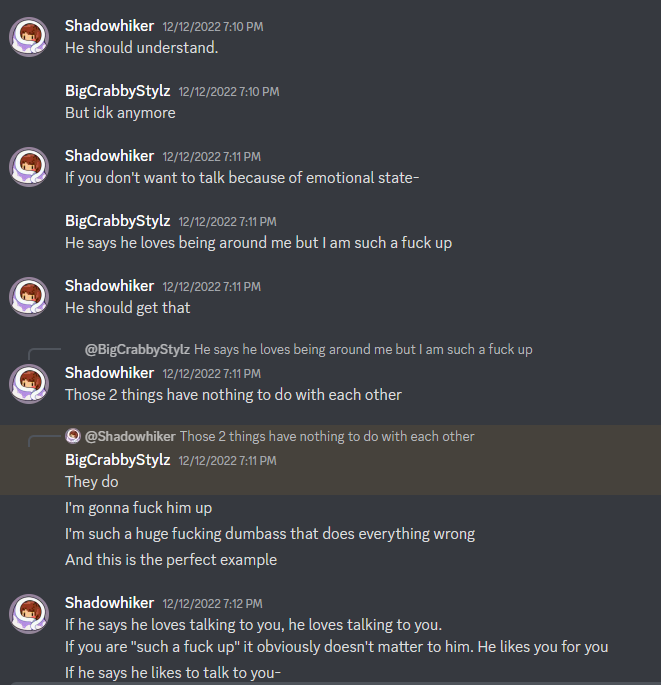 Shadowhiker 12/12/2022 7:10 PM
He should understand.
BigCrabbyStylz 12/12/2022 7:10 PM
But idk anymore
Shadowhiker 12/12/2022 7:11 PM
If you don't want to talk because of emotional state-
BigCrabbyStylz 12/12/2022 7:11 PM
He says he loves being around me but I am such a fuck up
Shadowhiker 12/12/2022 7:11 PM
He should get that
@BigCrabbyStylz He says he loves being around me but I am such a fuck up
Shadowhiker 12/12/2022 7:11 PM
Those 2 things have nothing to do with each other
@Shadowhiker Those 2 things have nothing to do with each other
BigCrabbyStylz 12/12/2022 7:11 PM
They do
I'm gonna fuck him up
I'm such a huge fucking dumbass that does everything wrong
And this is the perfect example
Shadowhiker 12/12/2022 7:12 PM
If he says he loves talking to you, he loves talking to you.
If you are "such a fuck up" it obviously doesn't matter to him. He likes you for you
If he says he likes to talk to you-